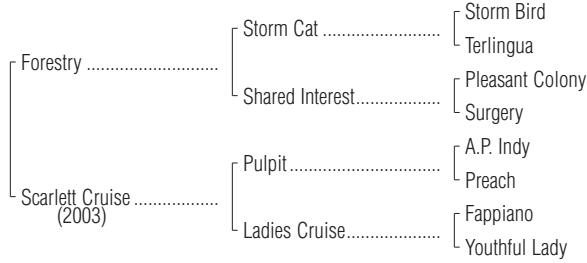 Storm Bird
Storm Cat ........................
Terlingua
Forestry ...........................
Pleasant Colony
Shared Interest.................
Surgery
A.P. Indy
Pulpit...............................
Preach
Scarlett Cruise .................
(2003)
Fappiano
Ladies Cruise...................
Youthful Lady